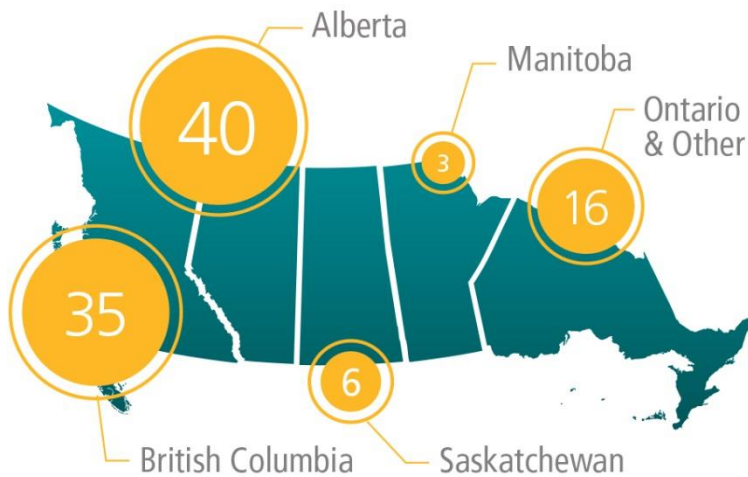 Alberta
40
Manitoba
3
Ontario
& Other
16
35
6
British Columbia
Saskatchewan